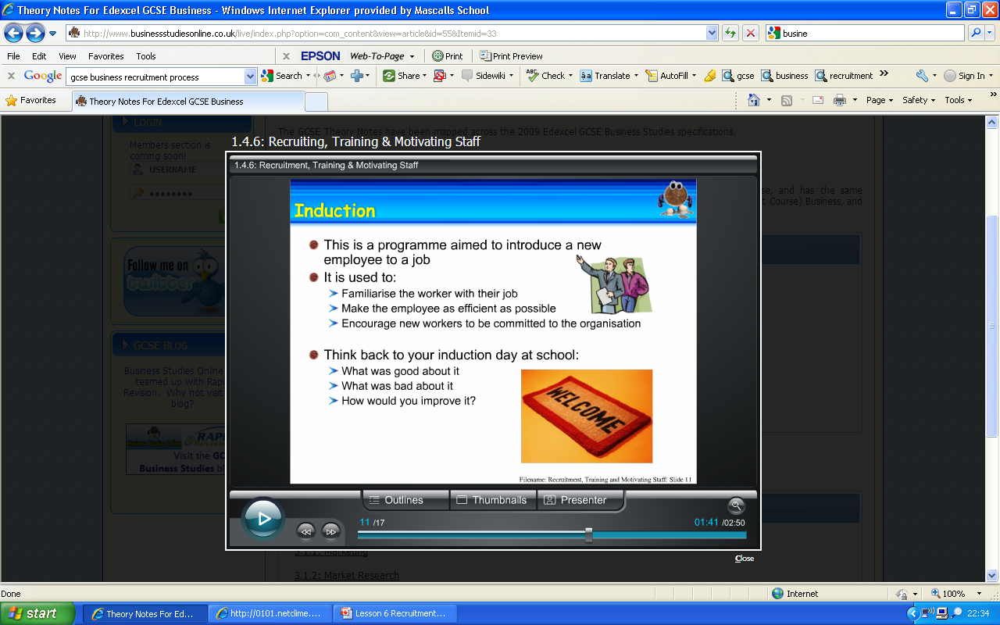 Theory Notes For Edexcel GCSE Business - Windows Internet Explorer provided by Mascalls School
http://www.businessstudiesonline.co.uk/live/index.php?option=com_content&view=article&id=55&Itemid=33
busine
File Edit View Favorites Tools
X EPSON Web-To-Page Print Print Preview
x Google gcse business recruitment process Search Share Sidewiki Check Translate AutoFill gcse business recruitment Sign In
Favorites Theory Notes For Edexcel GCSE Business Page Safety Tools
LOGIN
The GCSE Theory Notes have been mapped across the 2009 Edexcel GCSE Business Studies specifications.
Members section is
coming soon!
USERNAME
se, and has the same
t Course) Business, and
Follow me on
twitter
GCSE BLOG
Business Studies Online
teamed up with Rap
Revision. Why not visit
blog?
Business Studies Online RAPI
Visit the GC
Business Studies bl
1.4.6: Recruiting, Training & Motivating Staff
1.4.6: Recruitment, Training & Motivating Staff
Induction
This is a programme aimed to introduce a new
employee to a job
It is used to:
Familiarise the worker with their job
Make the employee as efficient as possible
Encourage new workers to be committed to the organisation
Think back to your induction day at school:
What was good about it
What was bad about it
How would you improve it?
WELCOME
Filename: Recruitment, Training and Motivating Staff: Slide 11
Outlines Thumbnails Presenter
11 /17 01:41 /02:50
Close
3.1.1: Marketing
3.1.2: Market Research
Done Internet 100%
start Theory Notes For Ed... http://0101.netclime.... Lesson 6 Recruitment... 22:34